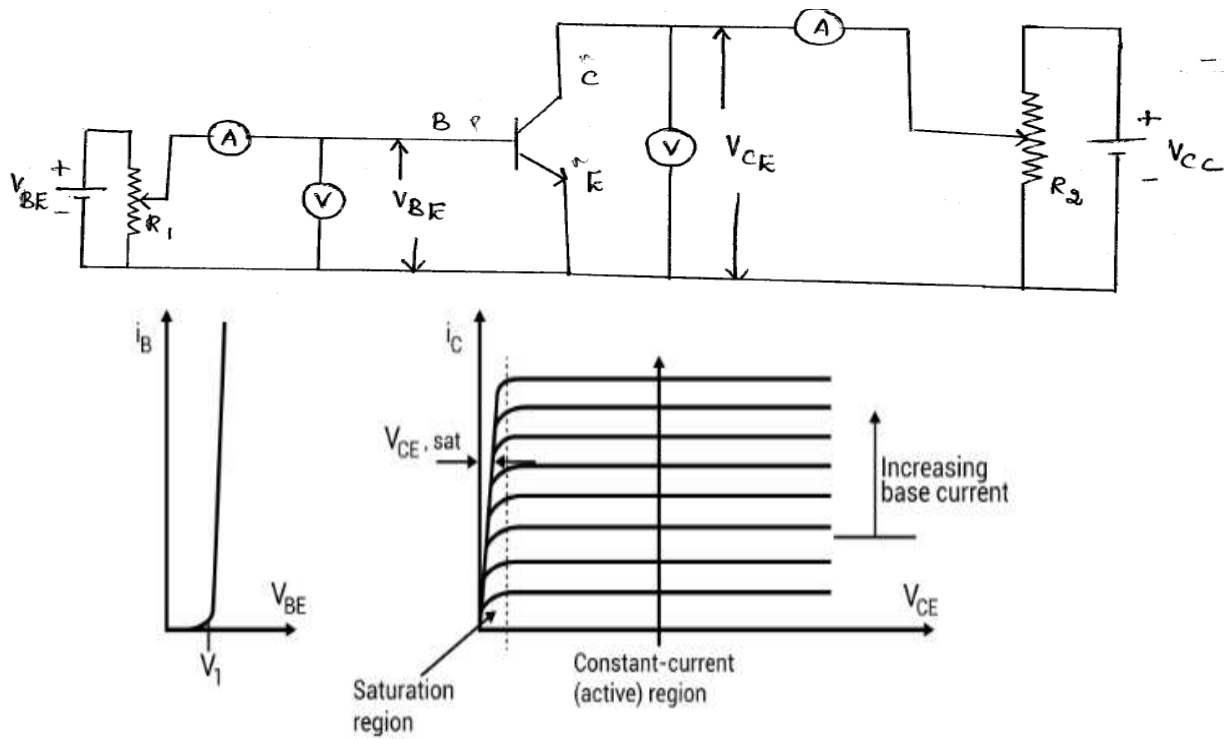 A
C
B P
E
A
V
V
V_BE
V_CE
+
V_BE
-
R_1
R_2
+
V_CC
-
i_B
V_BE
V_1
i_C
V_CE, sat
Increasing
base current
V_CE
Saturation
region
Constant-current
(active) region